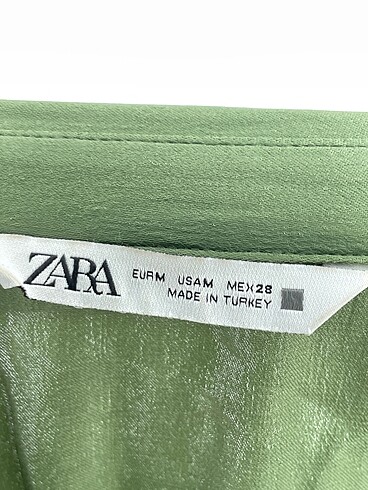 ZARA
EUR M USA M MEX 28
MADE IN TURKEY